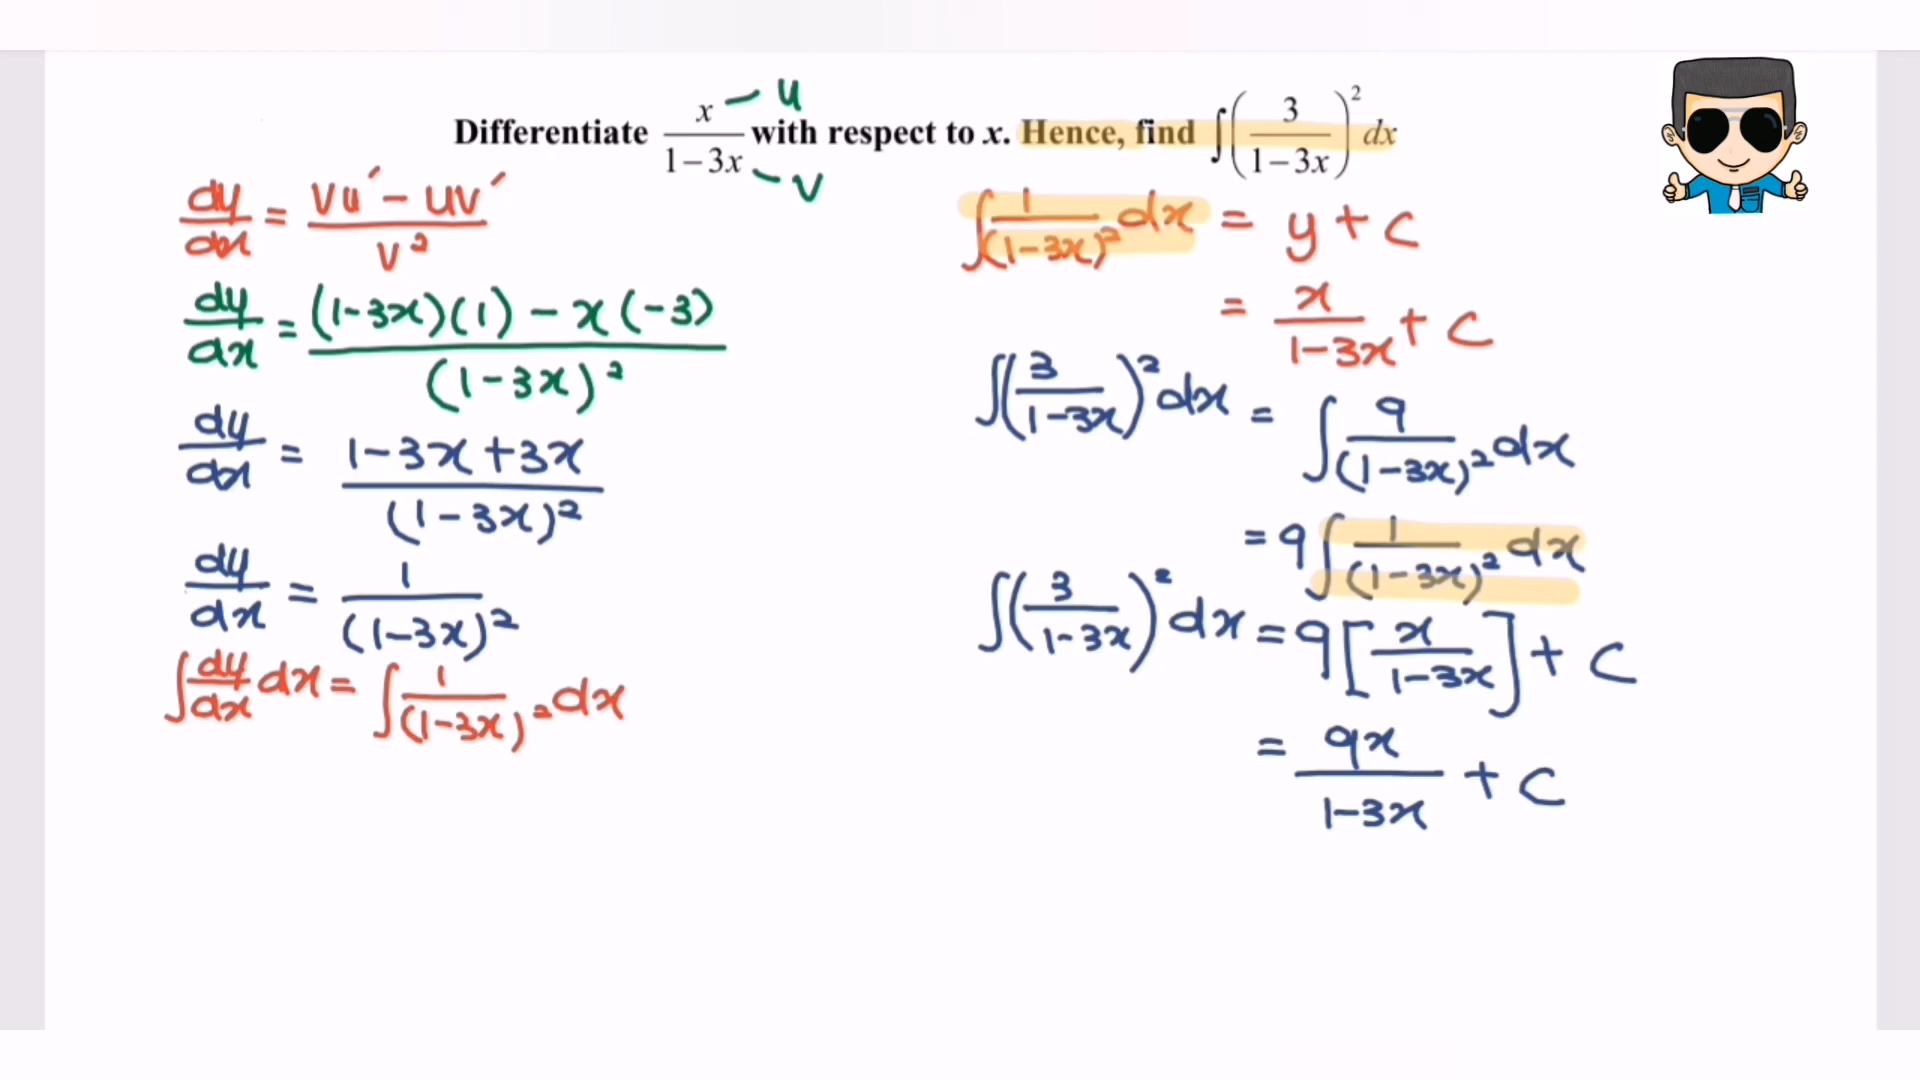 Differentiate x/(1-3x) with respect to x. Hence, find ∫(3/(1-3x))² dx
— u
— v
dy/dx = (vu′ - uv′)/v²
dy/dx = ((1-3x)(1) - x(-3))/(1-3x)²
dy/dx = (1-3x+3x)/(1-3x)²
dy/dx = 1/(1-3x)²
∫ dy/dx dx = ∫ 1/(1-3x)² dx
∫ 1/(1-3x)² dx = y + c
= x/(1-3x) + c
∫(3/(1-3x))² dx = ∫ 9/(1-3x)² dx
= 9∫ 1/(1-3x)² dx
∫(3/(1-3x))² dx = 9[x/(1-3x)] + c
= 9x/(1-3x) + c